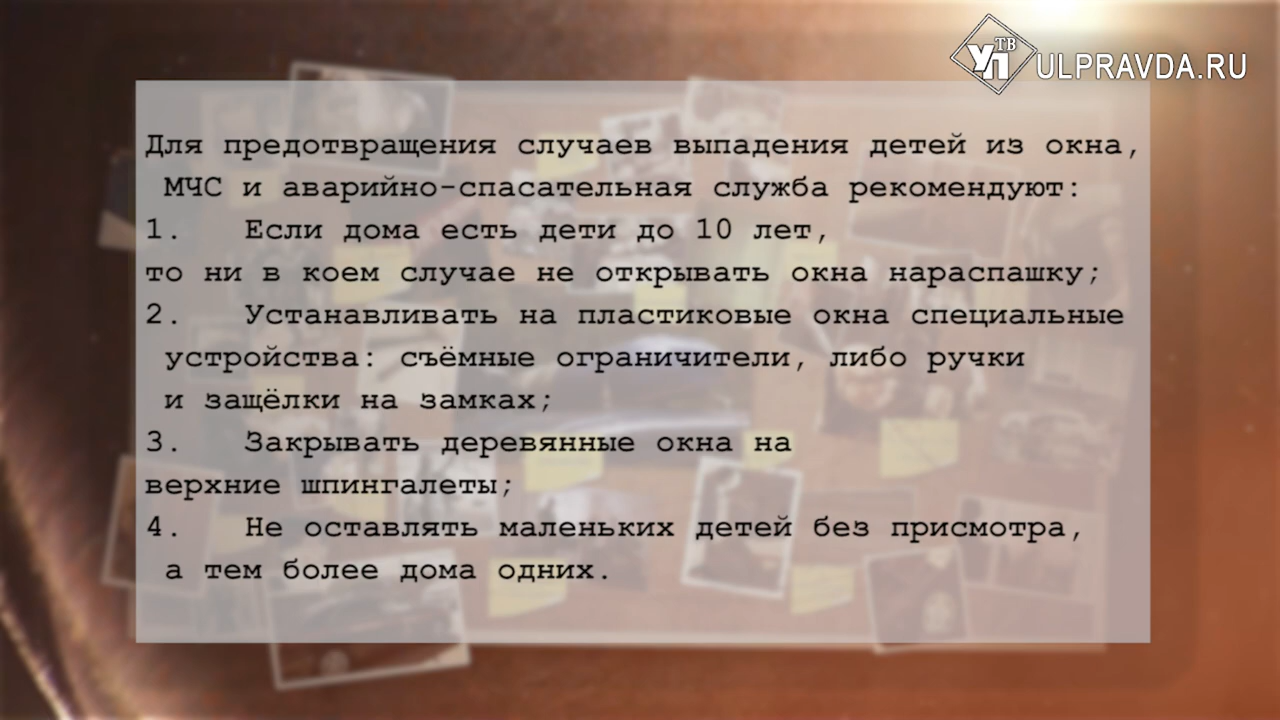 УП ТВ ULPRAVDA.RU
Для предотвращения случаев выпадения детей из окна,
МЧС и аварийно-спасательная служба рекомендуют:
1. Если дома есть дети до 10 лет,
то ни в коем случае не открывать окна нараспашку;
2. Устанавливать на пластиковые окна специальные
устройства: съёмные ограничители, либо ручки
и защёлки на замках;
3. Закрывать деревянные окна на
верхние шпингалеты;
4. Не оставлять маленьких детей без присмотра,
а тем более дома одних.